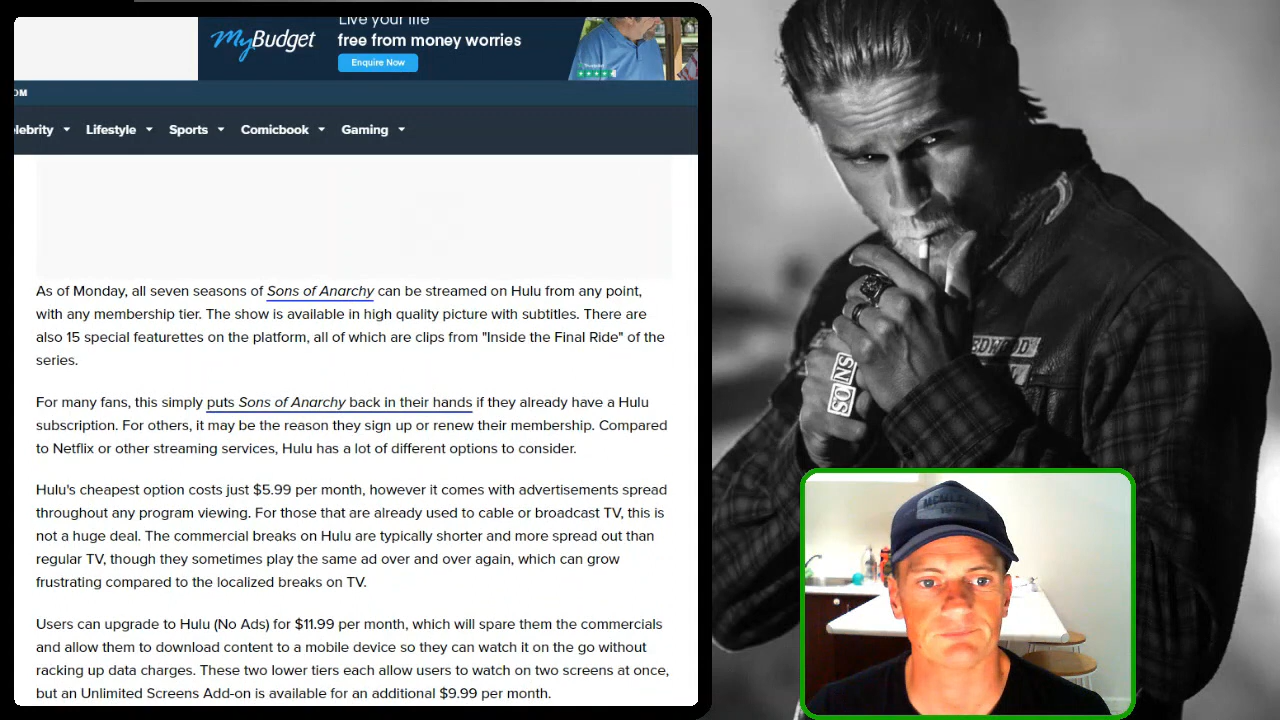 Live your life
MyBudget
free from money worries
Enquire Now
Trustpilot
OM
elebrity
Lifestyle
Sports
Comicbook
Gaming
As of Monday, all seven seasons of Sons of Anarchy can be streamed on Hulu from any point,
with any membership tier. The show is available in high quality picture with subtitles. There are
also 15 special featurettes on the platform, all of which are clips from "Inside the Final Ride" of the
series.
For many fans, this simply puts Sons of Anarchy back in their hands if they already have a Hulu
subscription. For others, it may be the reason they sign up or renew their membership. Compared
to Netflix or other streaming services, Hulu has a lot of different options to consider.
Hulu's cheapest option costs just $5.99 per month, however it comes with advertisements spread
throughout any program viewing. For those that are already used to cable or broadcast TV, this is
not a huge deal. The commercial breaks on Hulu are typically shorter and more spread out than
regular TV, though they sometimes play the same ad over and over again, which can grow
frustrating compared to the localized breaks on TV.
Users can upgrade to Hulu (No Ads) for $11.99 per month, which will spare them the commercials
and allow them to download content to a mobile device so they can watch it on the go without
racking up data charges. These two lower tiers each allow users to watch on two screens at once,
but an Unlimited Screens Add-on is available for an additional $9.99 per month.
EDWOOD
SONS